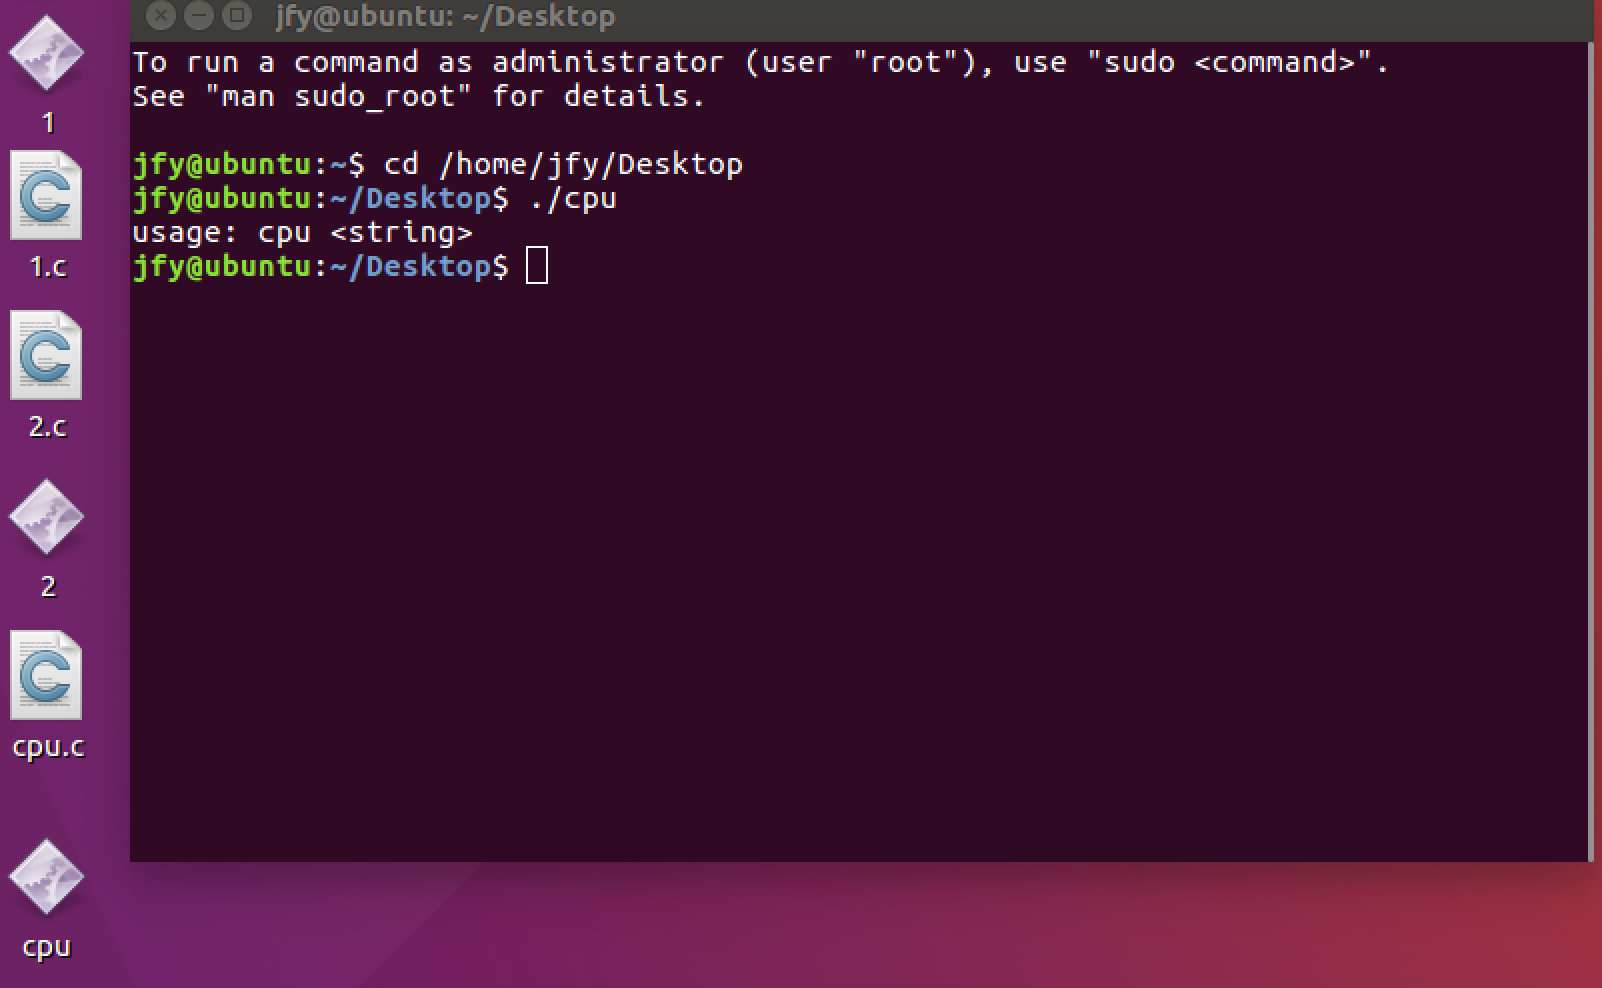 jfy@ubuntu: ~/Desktop
To run a command as administrator (user "root"), use "sudo <command>".
See "man sudo_root" for details.
jfy@ubuntu:~$ cd /home/jfy/Desktop
jfy@ubuntu:~/Desktop$ ./cpu
usage: cpu <string>
jfy@ubuntu:~/Desktop$
1
1.c
2.c
2
cpu.c
cpu